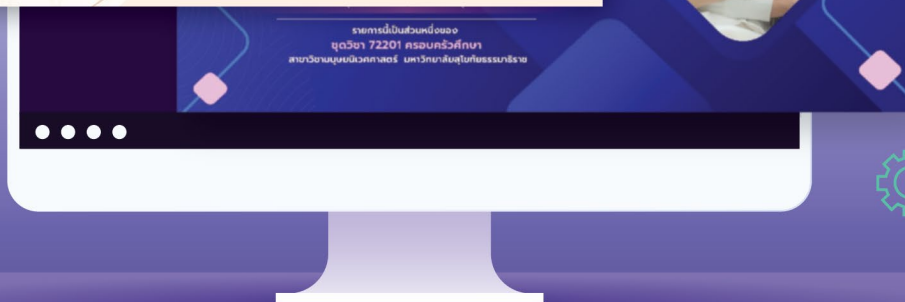 รายการนี้เป็นส่วนหนึ่งของ
ชุดวิชา 72201 ครอบครัวศึกษา
สาขาวิชามนุษยนิเวศศาสตร์ มหาวิทยาลัยสุโขทัยธรรมาธิราช